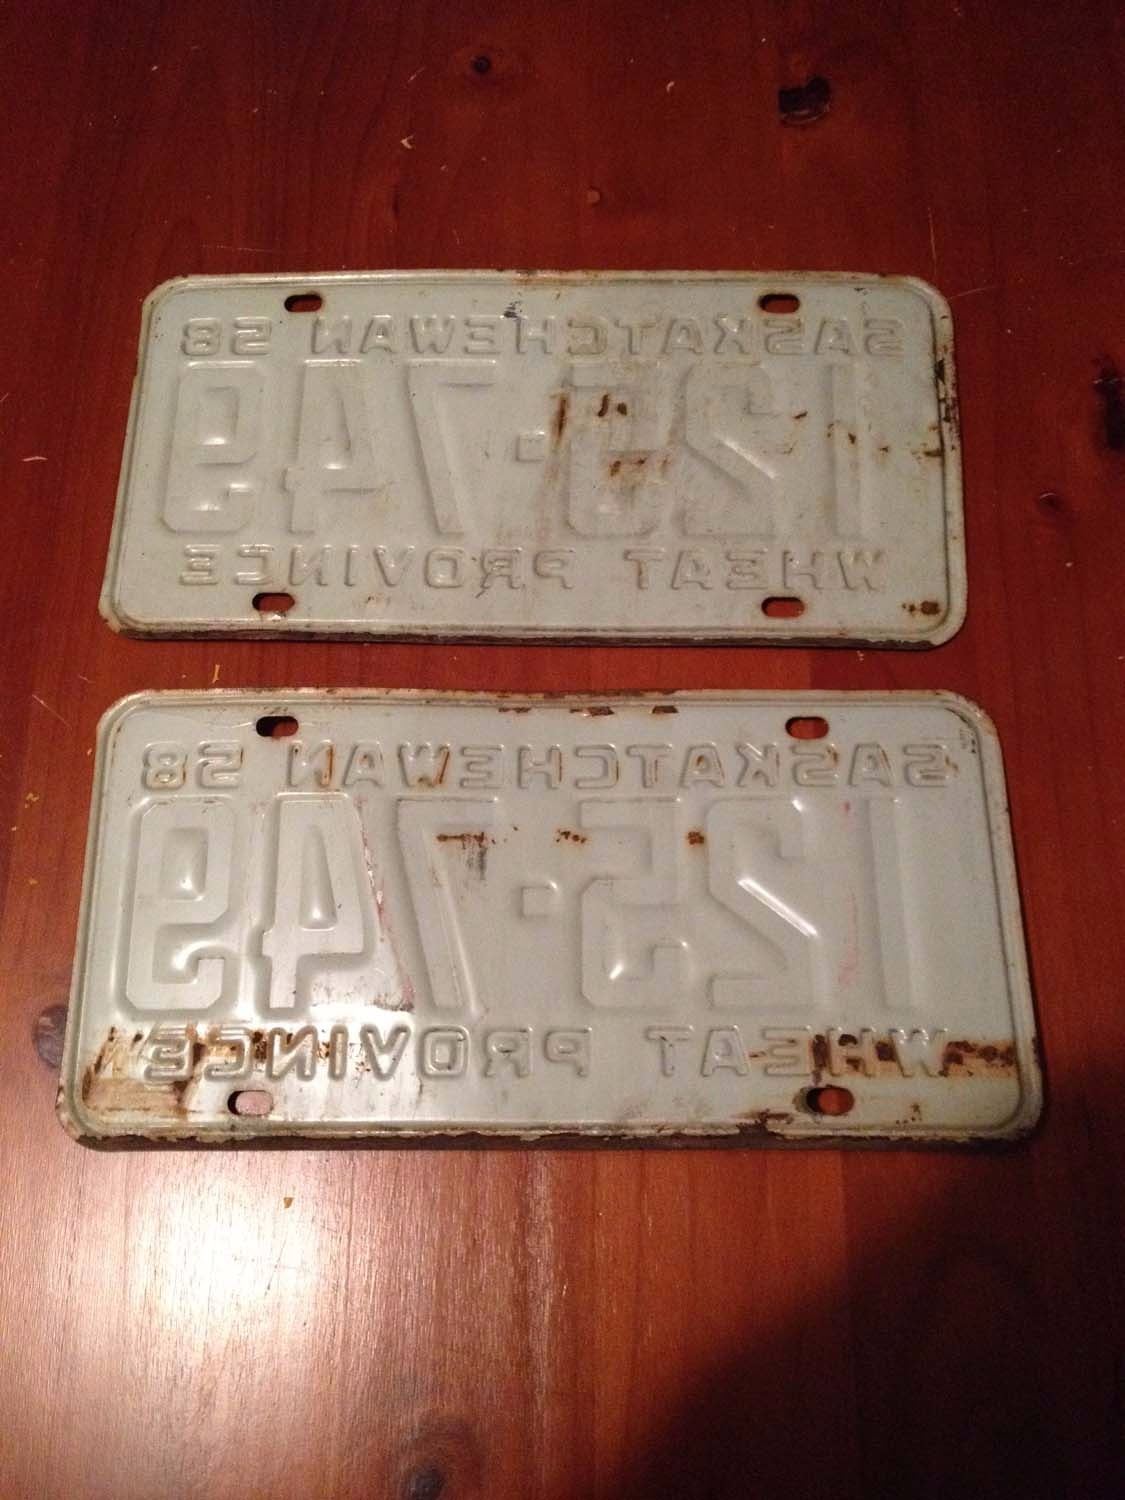 SASKATCHEWAN 58
125·749
WHEAT PROVINCE
SASKATCHEWAN 58
125·749
WHEAT PROVINCE